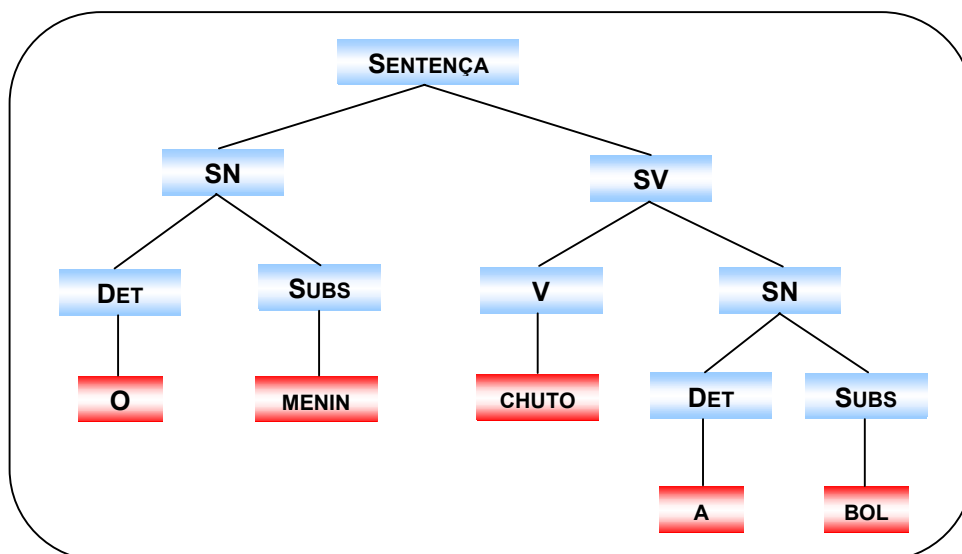 SENTENÇA
SN SV
DET SUBS V SN
O MENIN CHUTO DET SUBS
A BOL